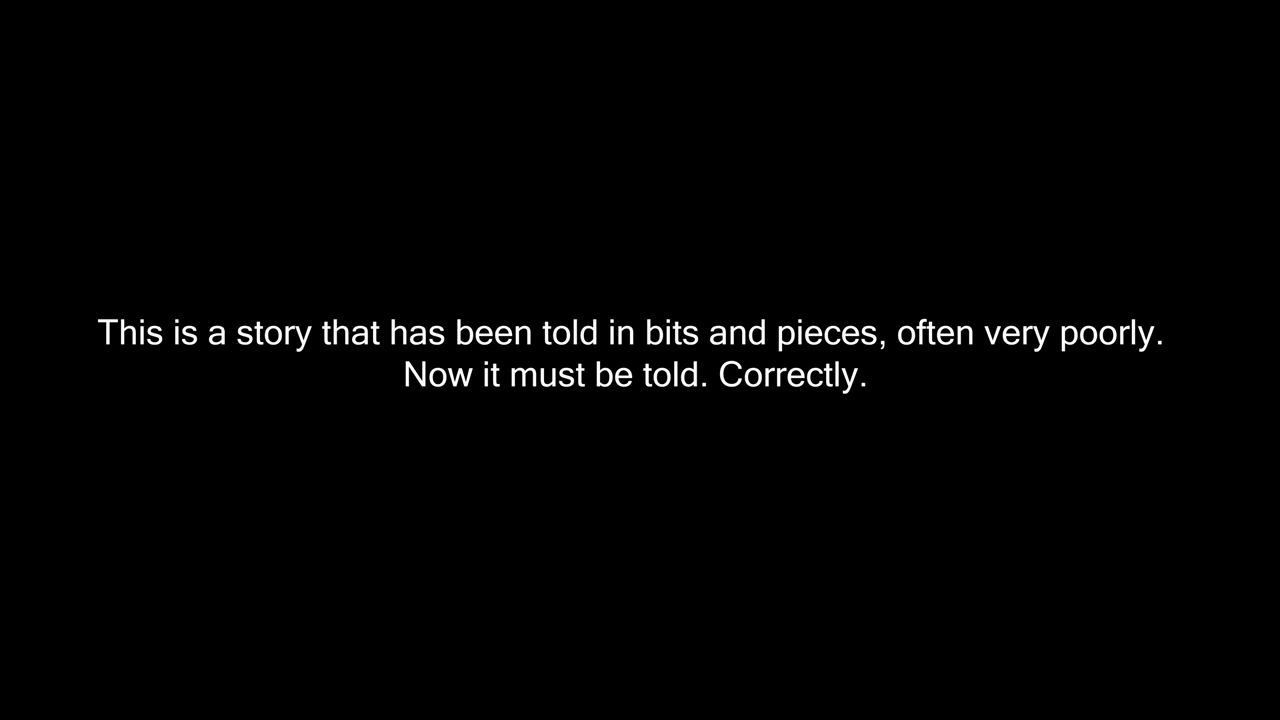 This is a story that has been told in bits and pieces, often very poorly.
Now it must be told. Correctly.